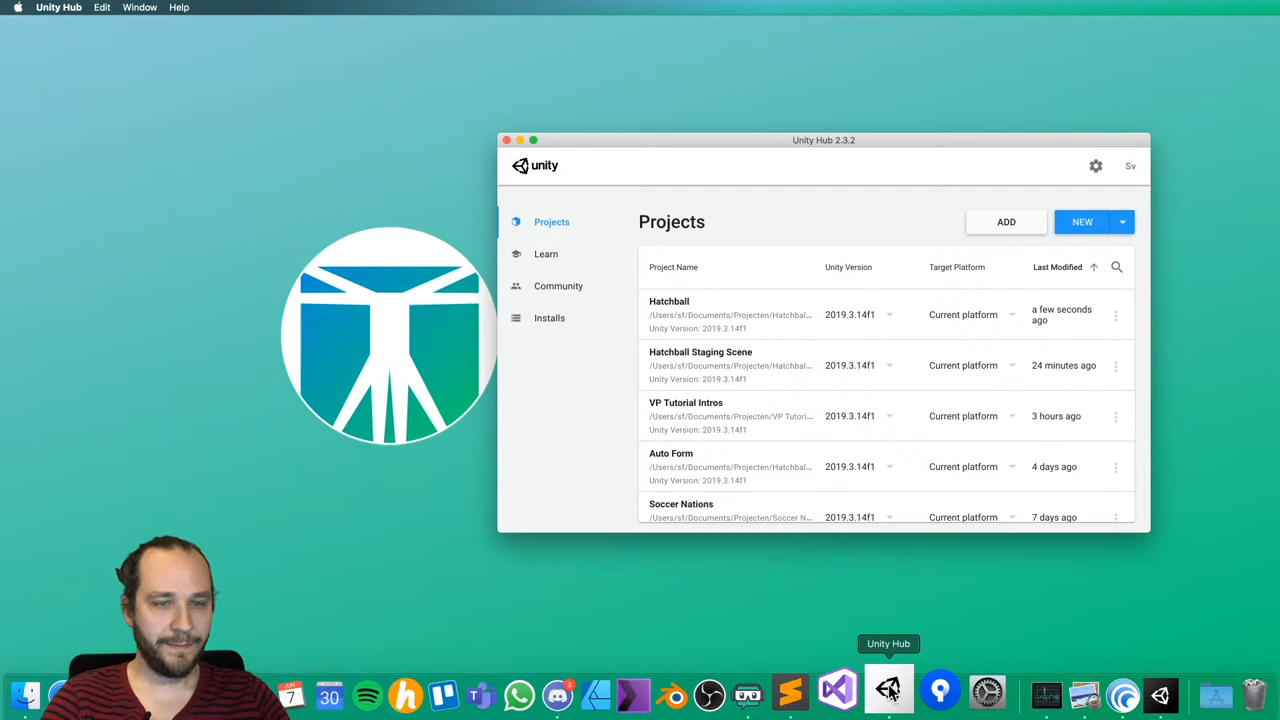 Unity Hub Edit Window Help
Unity Hub 2.3.2
unity
Sv
Projects
Learn
Community
Installs
Projects
ADD
NEW
Project Name Unity Version Target Platform Last Modified
Hatchball
/Users/sf/Documents/Projecten/Hatchbal...
Unity Version: 2019.3.14f1
2019.3.14f1
Current platform
a few seconds
ago
Hatchball Staging Scene
/Users/sf/Documents/Projecten/Hatchbal...
Unity Version: 2019.3.14f1
2019.3.14f1
Current platform
24 minutes ago
VP Tutorial Intros
/Users/sf/Documents/Projecten/VP Tutori...
Unity Version: 2019.3.14f1
2019.3.14f1
Current platform
3 hours ago
Auto Form
/Users/sf/Documents/Projecten/Hatchbal...
Unity Version: 2019.3.14f1
2019.3.14f1
Current platform
4 days ago
Soccer Nations
/Users/sf/Documents/Projecten/Soccer N...
2019.3.14f1
Current platform
7 days ago
Unity Hub
7
30
3